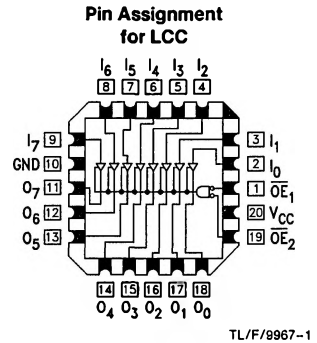 Pin Assignment
for LCC
I6 I5 I4 I3 I2
8 7 6 5 4
I7 9
GND 10
O7 11
O6 12
O5 13
3 I1
2 I0
1 OE1
20 VCC
19 OE2
14 15 16 17 18
O4 O3 O2 O1 O0
TL/F/9967-1